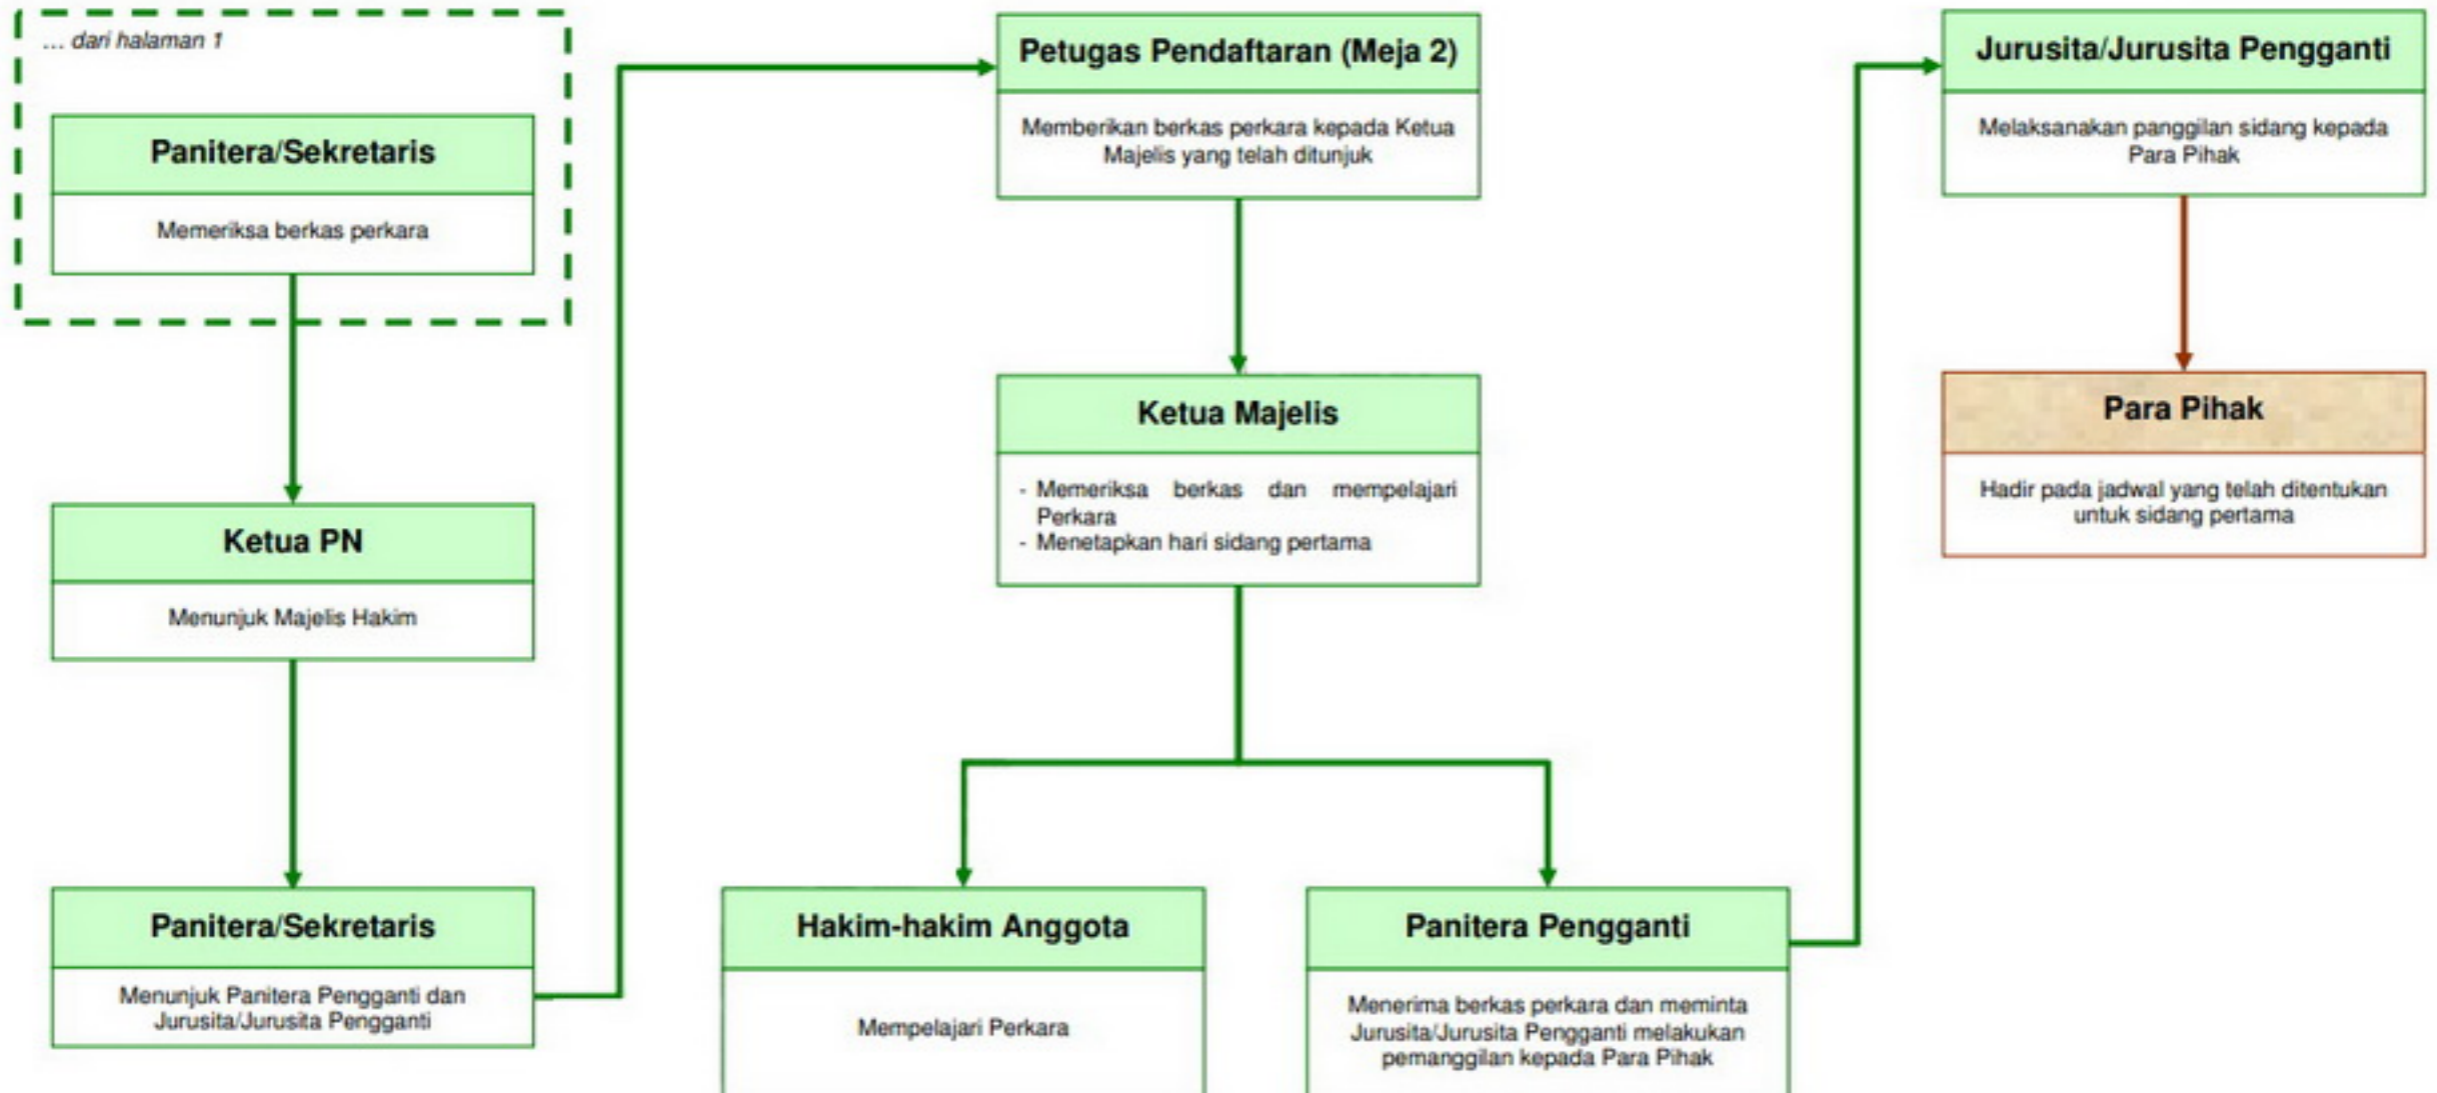 ... dari halaman 1
Panitera/Sekretaris
Memeriksa berkas perkara
Ketua PN
Menunjuk Majelis Hakim
Panitera/Sekretaris
Menunjuk Panitera Pengganti dan
Jurusita/Jurusita Pengganti
Petugas Pendaftaran (Meja 2)
Memberikan berkas perkara kepada Ketua
Majelis yang telah ditunjuk
Ketua Majelis
- Memeriksa berkas dan mempelajari
Perkara
- Menetapkan hari sidang pertama
Hakim-hakim Anggota
Mempelajari Perkara
Panitera Pengganti
Menerima berkas perkara dan meminta
Jurusita/Jurusita Pengganti melakukan
pemanggilan kepada Para Pihak
Jurusita/Jurusita Pengganti
Melaksanakan panggilan sidang kepada
Para Pihak
Para Pihak
Hadir pada jadwal yang telah ditentukan
untuk sidang pertama